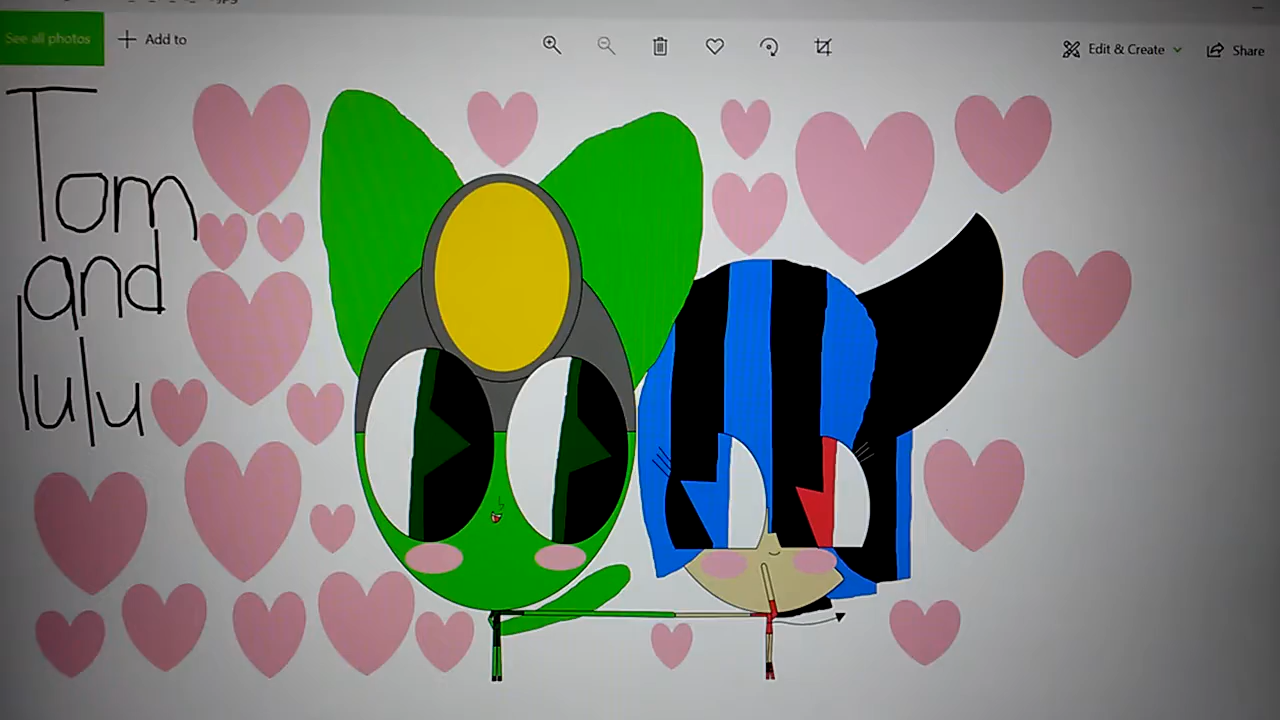 See all photos
Add to
Edit & Create
Share
Tom
and
lulu